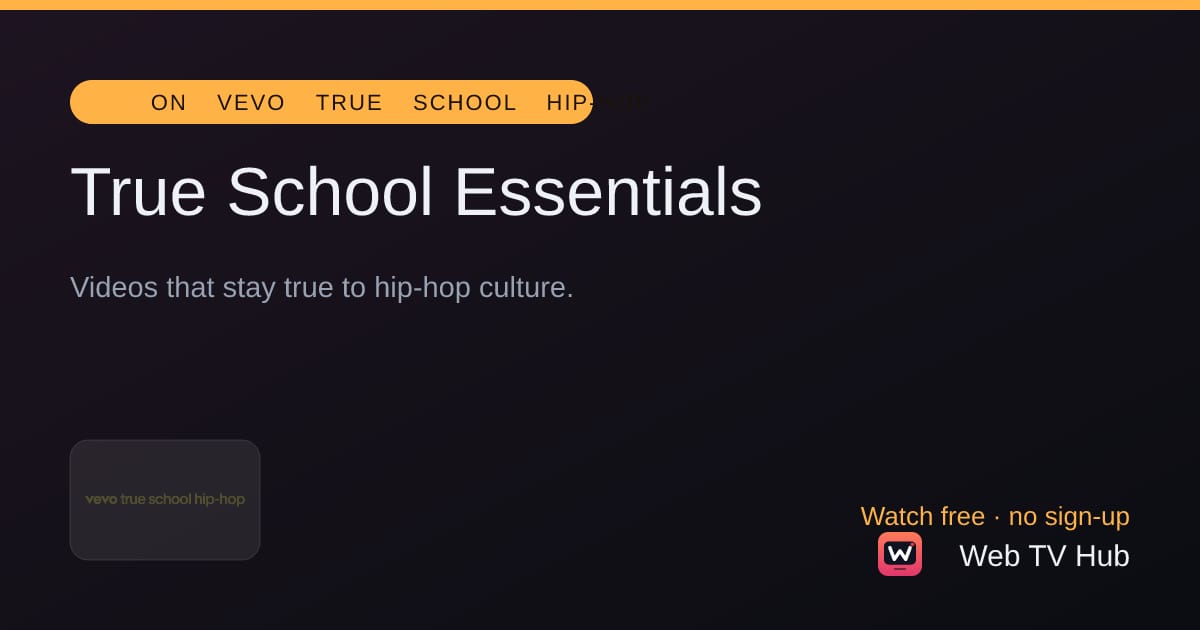 ON VEVO TRUE SCHOOL HIP-HOP
True School Essentials
Videos that stay true to hip-hop culture.
vevo true school hip-hop
Watch free · no sign-up
Web TV Hub